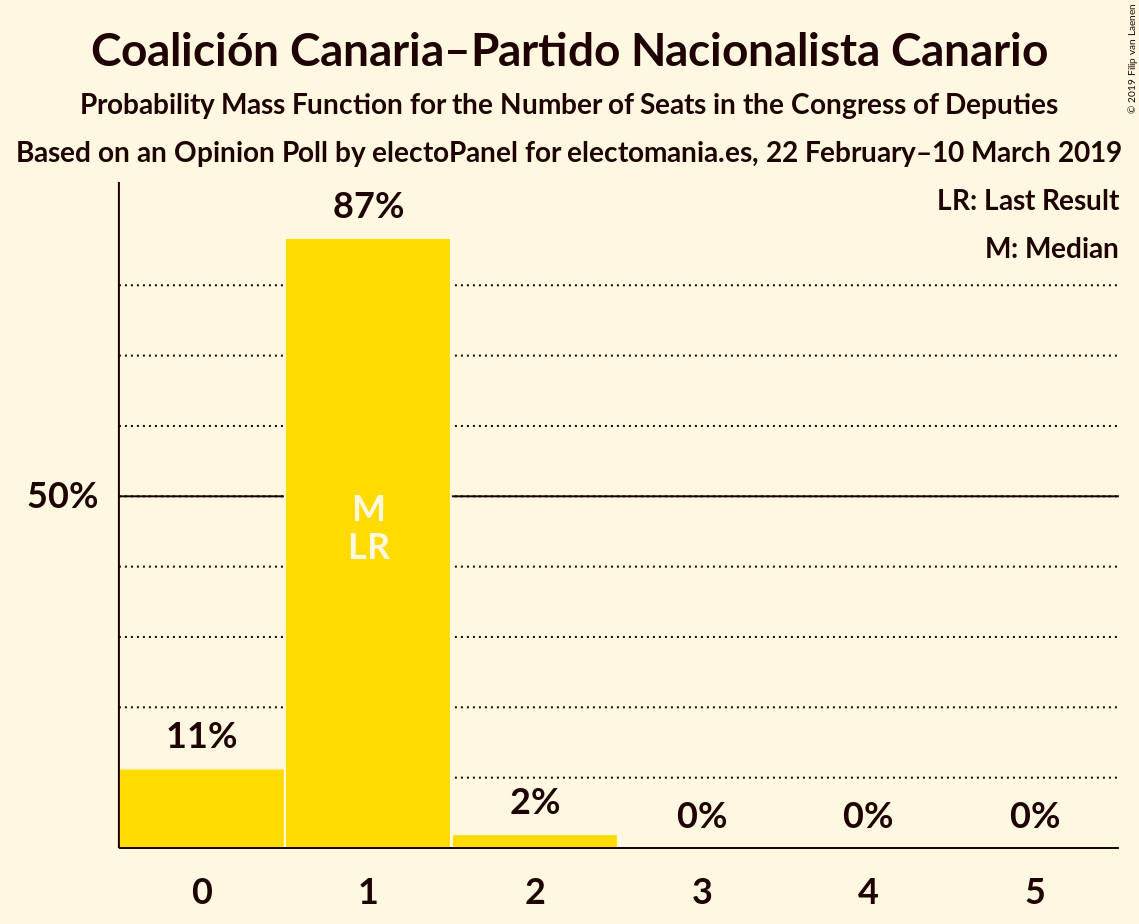 Coalición Canaria–Partido Nacionalista Canario
Probability Mass Function for the Number of Seats in the Congress of Deputies
Based on an Opinion Poll by electoPanel for electomania.es, 22 February–10 March 2019
© 2019 Filip van Laenen
LR: Last Result
M: Median
87%
50%
M
LR
11%
2%
0%
0%
0%
0
1
2
3
4
5